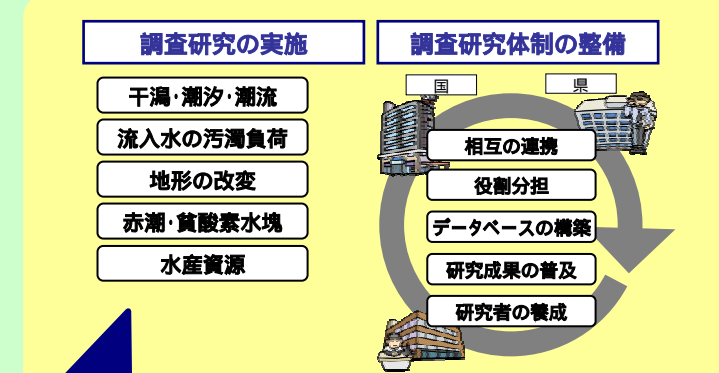 調査研究の実施
干潟・潮汐・潮流
流入水の汚濁負荷
地形の改変
赤潮・貧酸素水塊
水産資源
調査研究体制の整備
国
県
相互の連携
役割分担
データベースの構築
研究成果の普及
研究者の養成